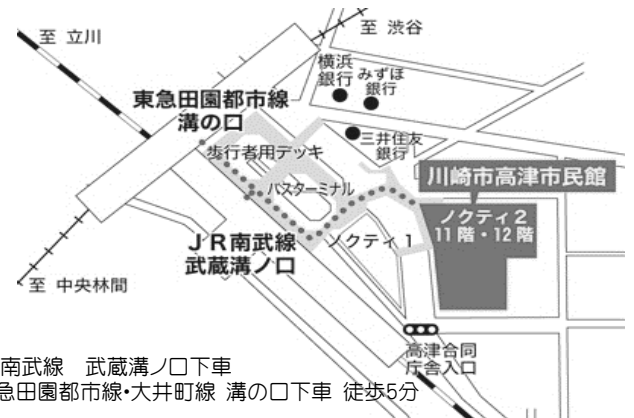 至 立川
至 渋谷
横浜
銀行
みずほ
銀行
東急田園都市線
溝の口
三井住友
銀行
歩行者用デッキ
川崎市高津市民館
バスターミナル
ノクティ2
11階・12階
JR南武線
武蔵溝ノ口
ノクティ1
至 中央林間
高津合同
庁舎入口
南武線 武蔵溝ノ口下車
急田園都市線・大井町線 溝の口下車 徒歩5分